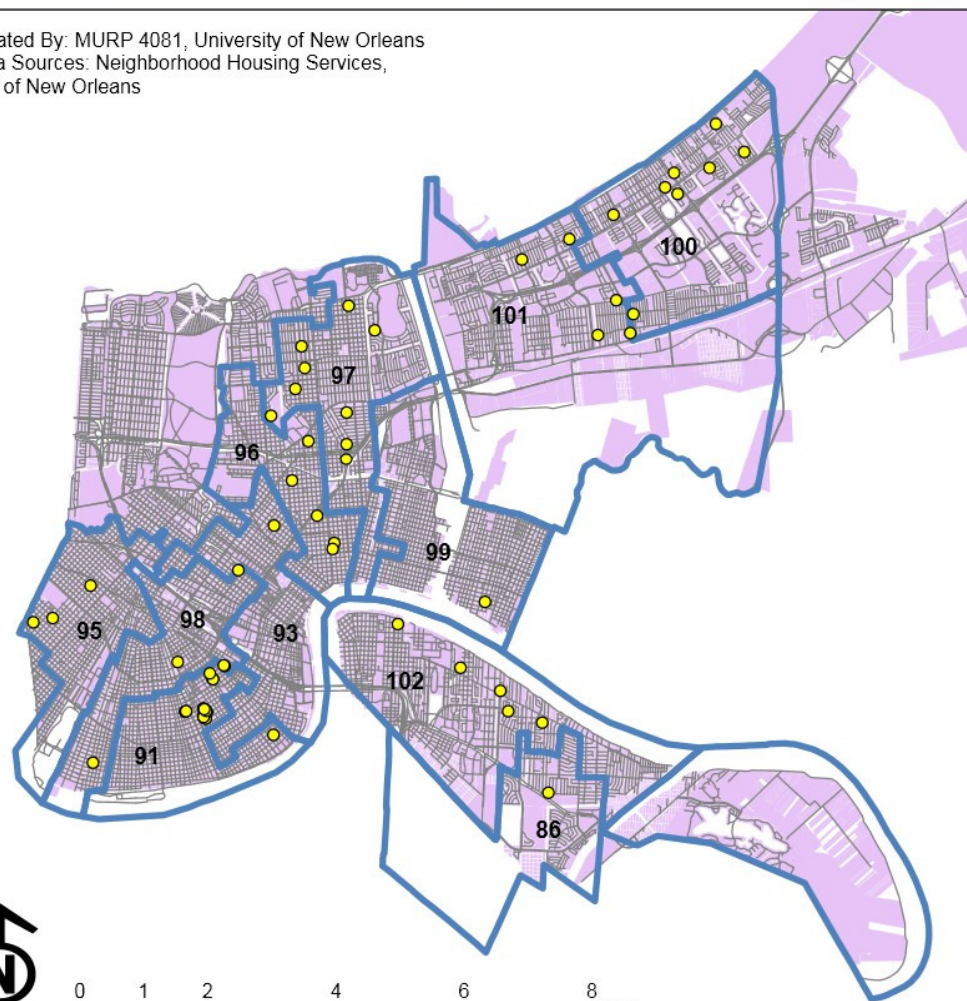 ated By: MURP 4081, University of New Orleans
a Sources: Neighborhood Housing Services,
of New Orleans
100
101
97
96
99
98
95
93
102
91
86
N
0 1 2 4 6 8